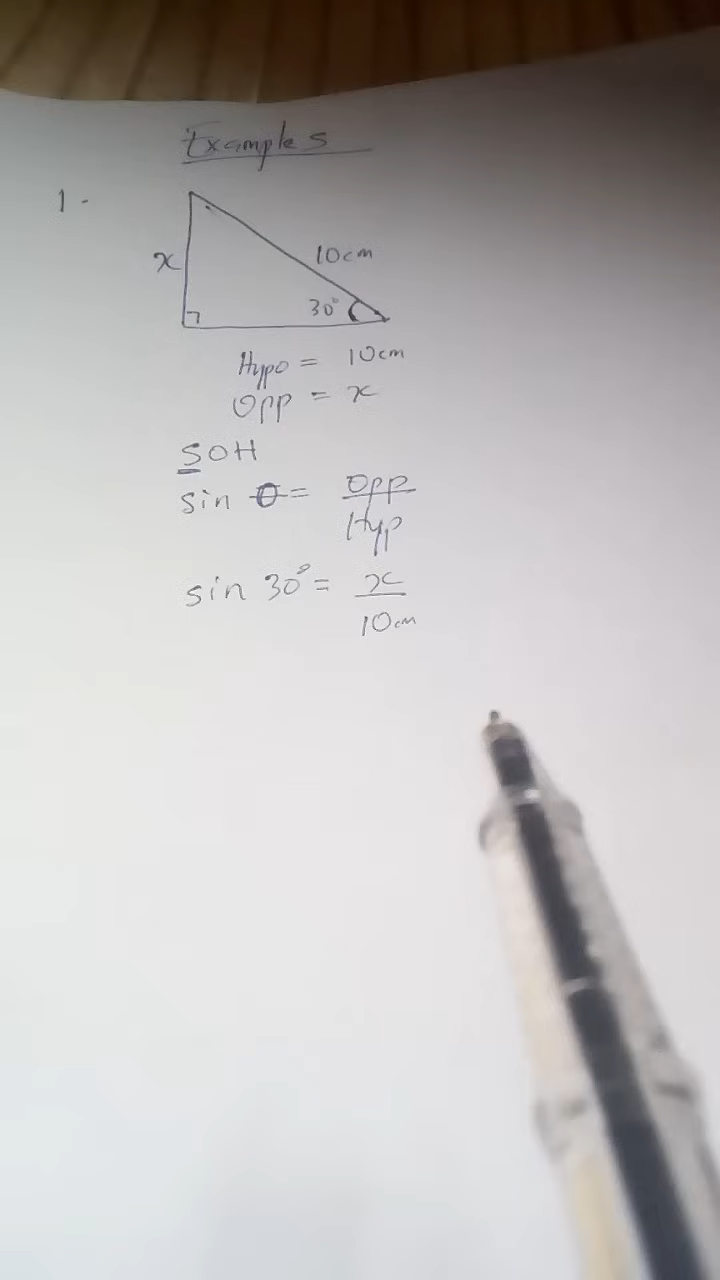 Examples
1.
x
10cm
30°
Hypo = 10cm
Opp = x
SOH
sin θ = Opp
Hyp
sin 30° = x
10cm